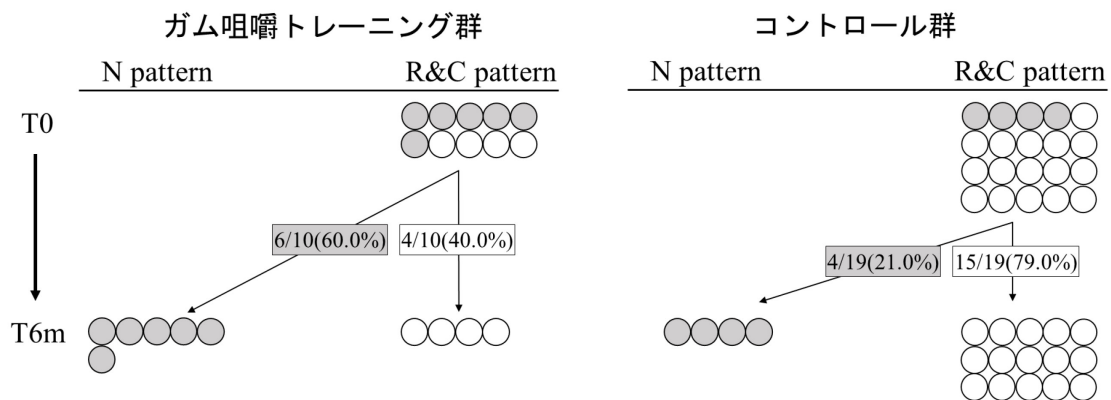 ガム咀嚼トレーニング群
コントロール群
N pattern
R&C pattern
N pattern
R&C pattern
T0
6/10(60.0%)
4/10(40.0%)
4/19(21.0%)
15/19(79.0%)
T6m